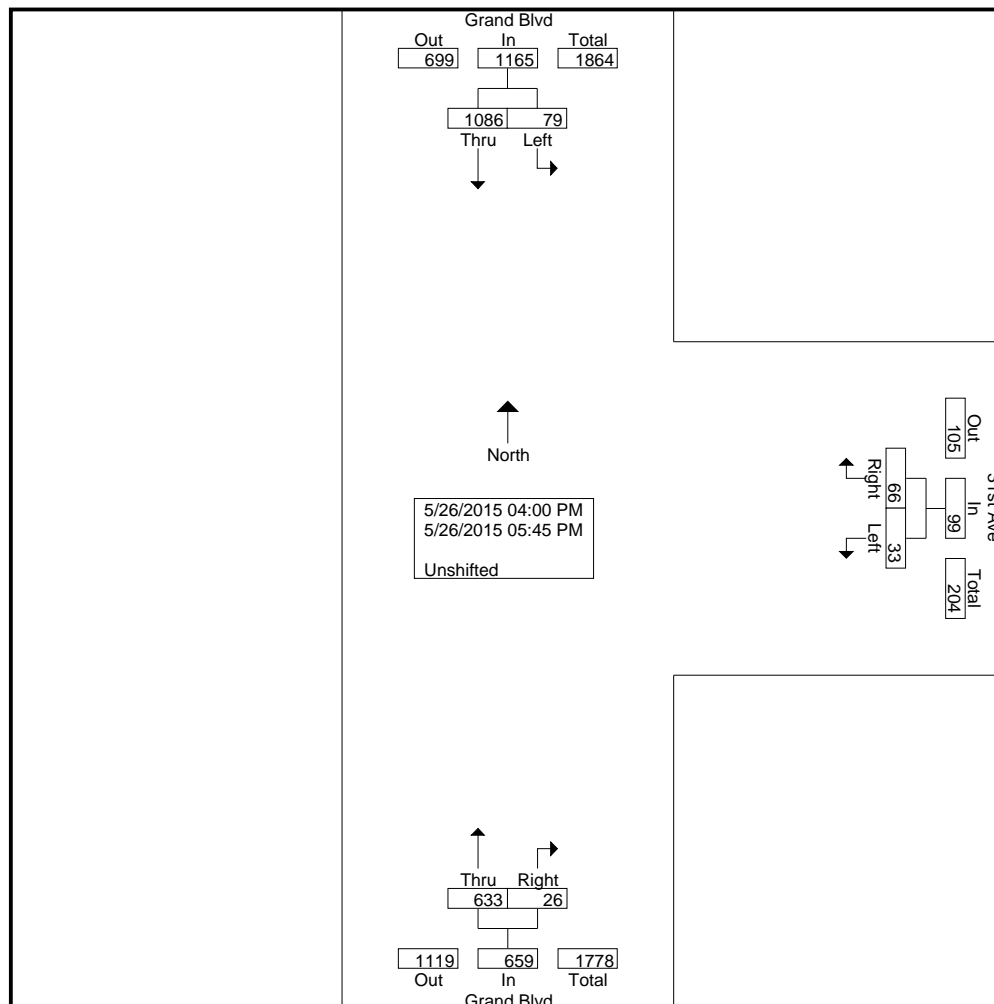 Grand Blvd
Out In Total
699 1165 1864
1086 79
Thru Left
North
5/26/2015 04:00 PM
5/26/2015 05:45 PM
Unshifted
Out In Total
105 99 204
Right Left
66 33
Ave
Thru Right
633 26
1119 659 1778
Out In Total
Grand Blvd